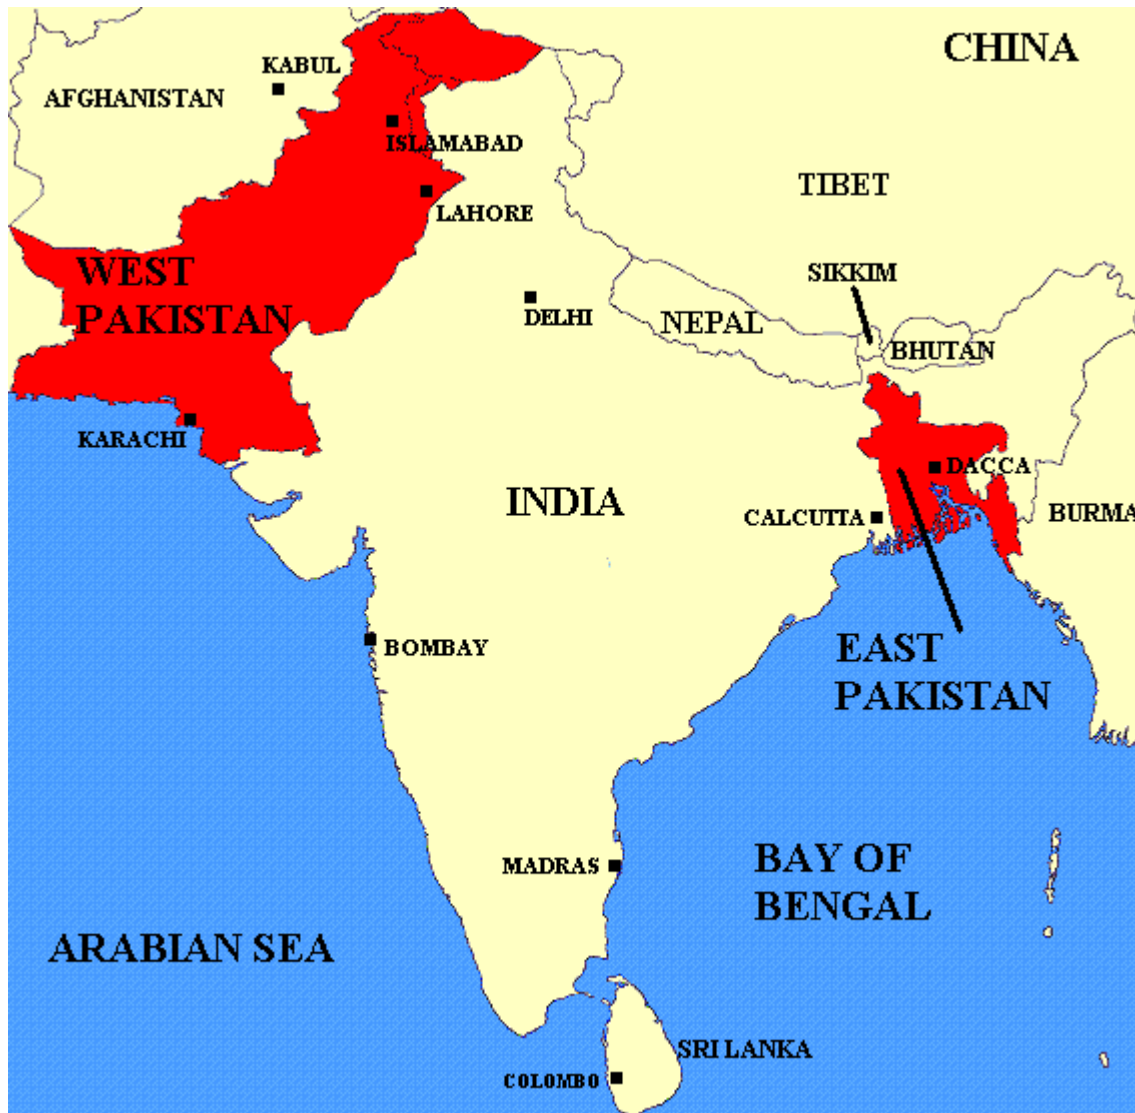 CHINA
KABUL
AFGHANISTAN
ISLAMABAD
TIBET
LAHORE
WEST
PAKISTAN
SIKKIM
DELHI
NEPAL
BHUTAN
KARACHI
DACCA
INDIA
CALCUTTA
BURMA
BOMBAY
EAST
PAKISTAN
MADRAS
BAY OF
BENGAL
ARABIAN SEA
SRI LANKA
COLOMBO